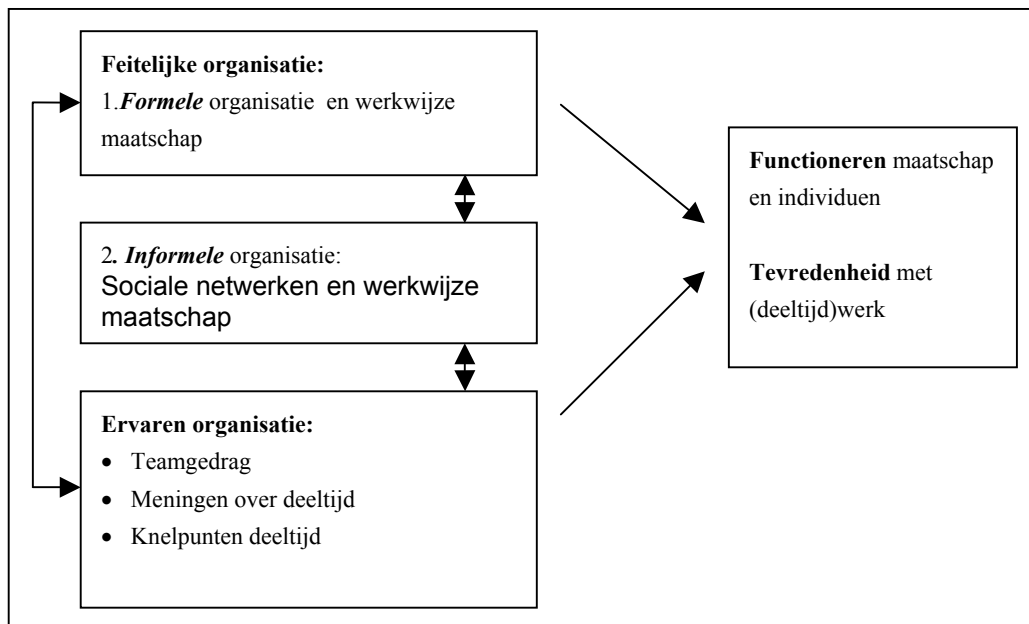 Feitelijke organisatie:
1.Formele organisatie en werkwijze
maatschap
2. Informele organisatie:
Sociale netwerken en werkwijze
maatschap
Ervaren organisatie:
• Teamgedrag
• Meningen over deeltijd
• Knelpunten deeltijd
Functioneren maatschap
en individuen
Tevredenheid met
(deeltijd)werk